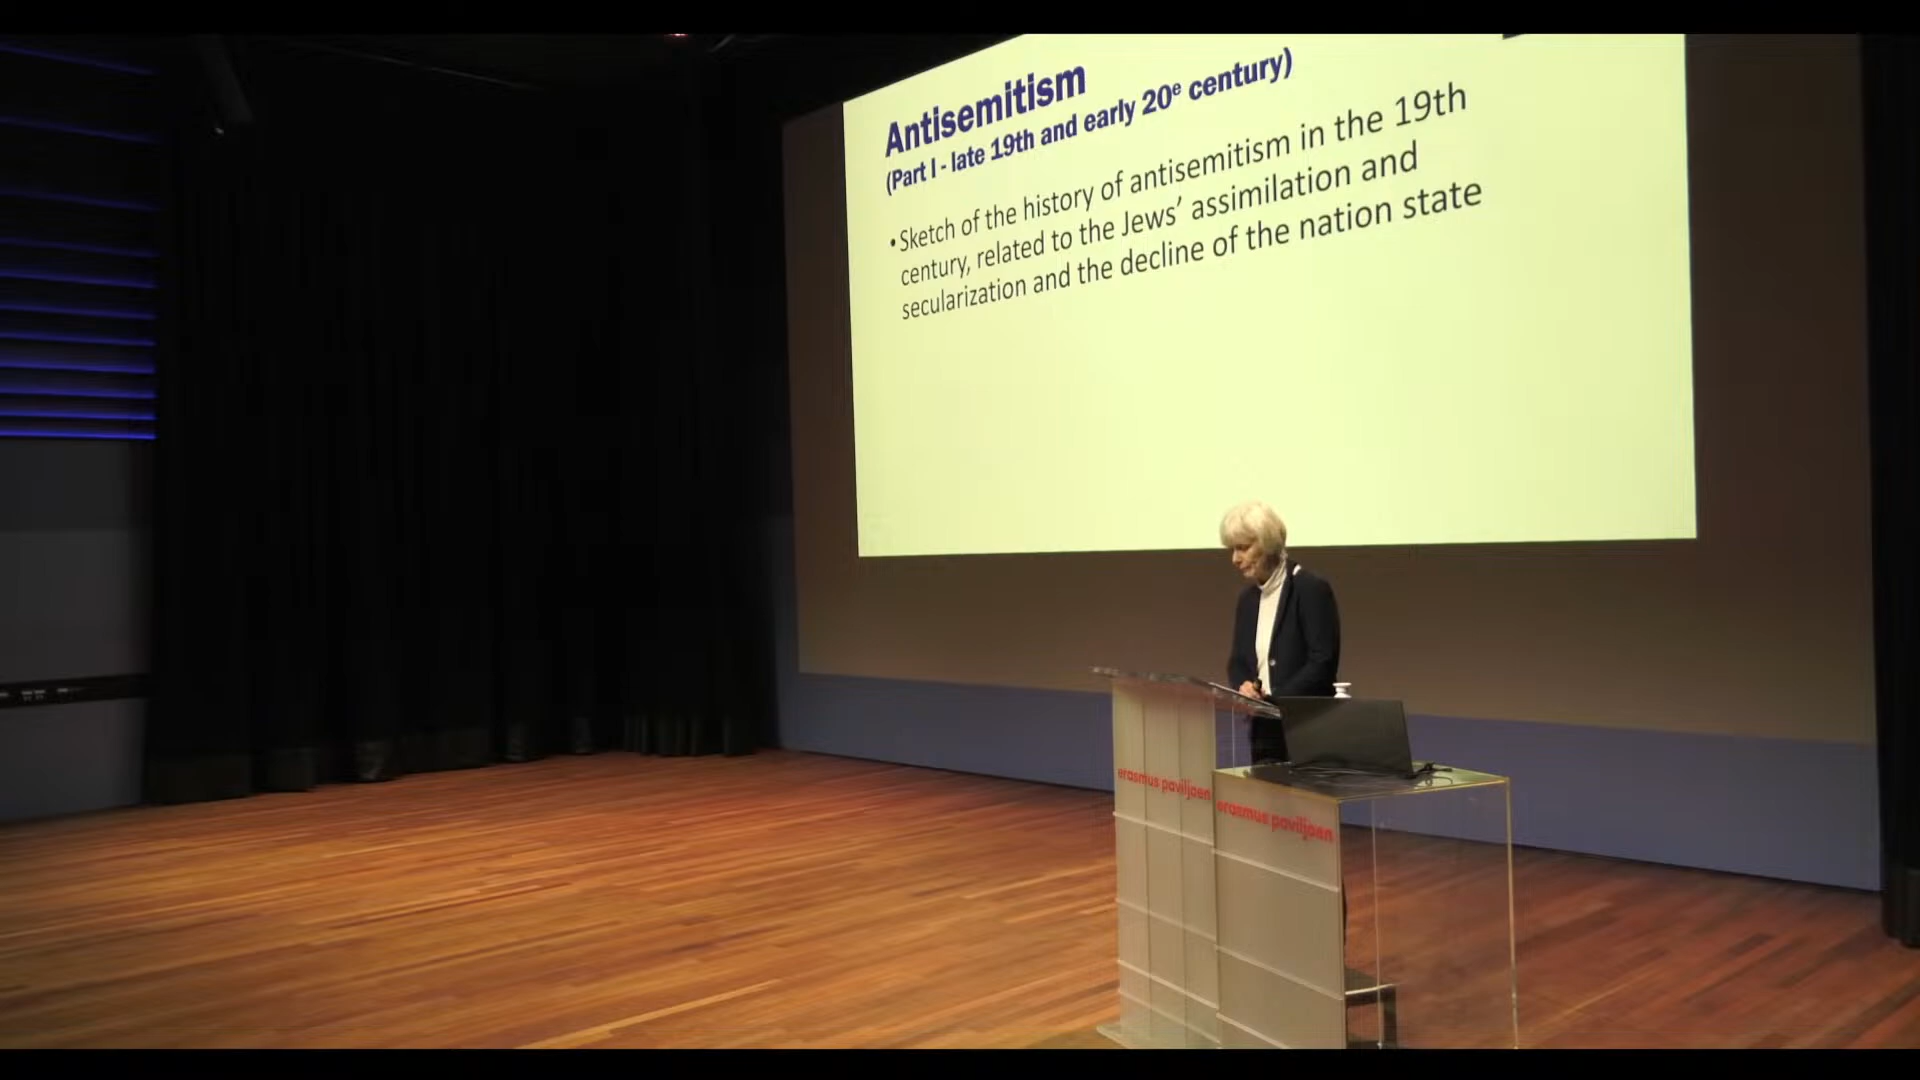 Antisemitism
(Part I - late 19th and early 20e century)
• Sketch of the history of antisemitism in the 19th
century, related to the Jews’ assimilation and
secularization and the decline of the nation state
erasmus paviljoen
erasmus paviljoen